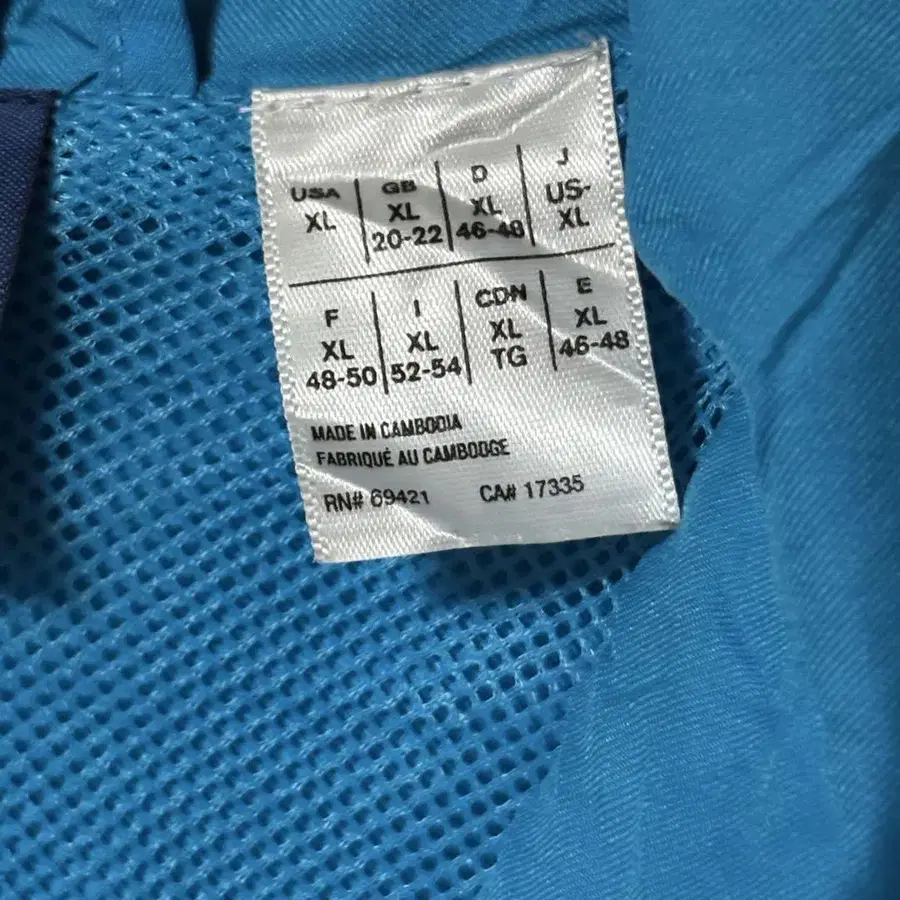 USA GB D J
XL XL XL US-
20-22 46-48 XL
F I CDN E
XL XL XL XL
48-50 52-54 TG 46-48
MADE IN CAMBODIA
FABRIQUÉ AU CAMBODGE
RN# 69421 CA# 17335